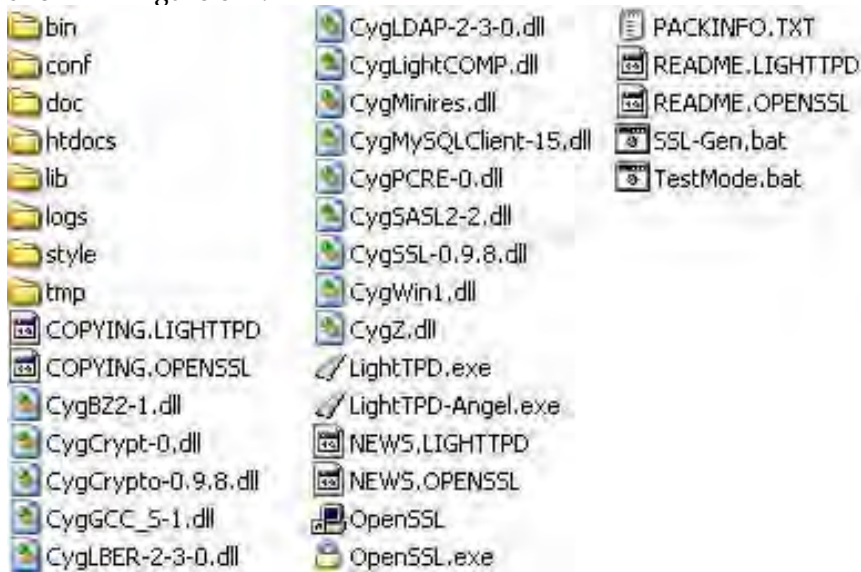 bin
conf
doc
htdocs
lib
logs
style
tmp
COPYING.LIGHTTPD
COPYING.OPENSSL
CygBZ2-1.dll
CygCrypt-0.dll
CygCrypto-0.9.8.dll
CygGCC_S-1.dll
CygLBER-2-3-0.dll
CygLDAP-2-3-0.dll
CygLightCOMP.dll
CygMinires.dll
CygMySQLClient-15.dll
CygPCRE-0.dll
CygSASL2-2.dll
CygSSL-0.9.8.dll
CygWin1.dll
CygZ.dll
LightTPD.exe
LightTPD-Angel.exe
NEWS.LIGHTTPD
NEWS.OPENSSL
OpenSSL
OpenSSL.exe
PACKINFO.TXT
README.LIGHTTPD
README.OPENSSL
SSL-Gen.bat
TestMode.bat